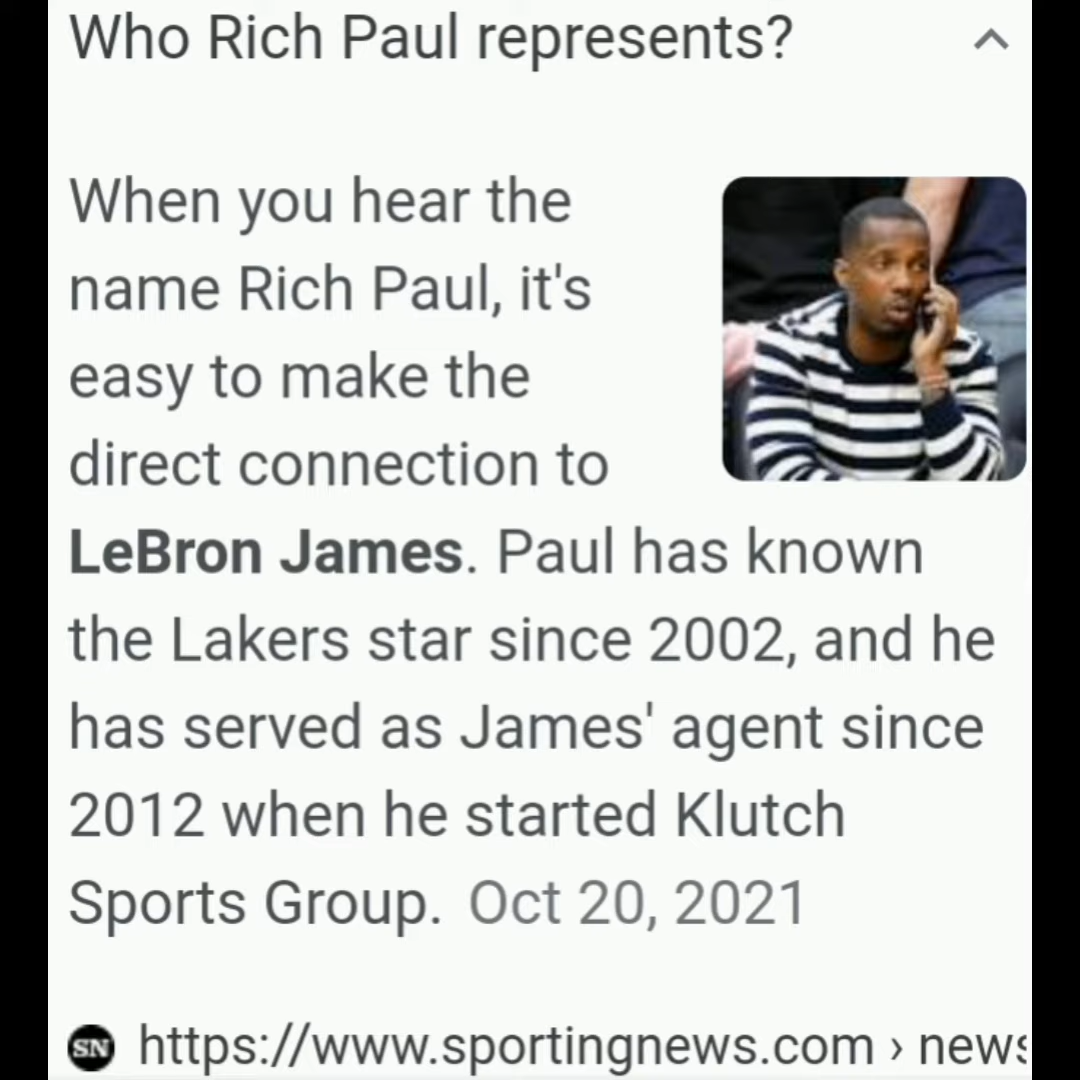 Who Rich Paul represents?
When you hear the
name Rich Paul, it's
easy to make the
direct connection to
LeBron James. Paul has known
the Lakers star since 2002, and he
has served as James' agent since
2012 when he started Klutch
Sports Group. Oct 20, 2021
SN https://www.sportingnews.com › news